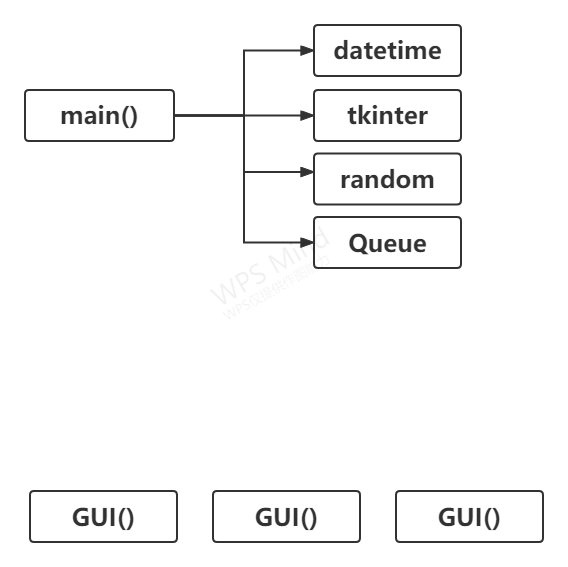 datetime
main()
tkinter
random
Queue
WPS Mind
GUI()
GUI()
GUI()